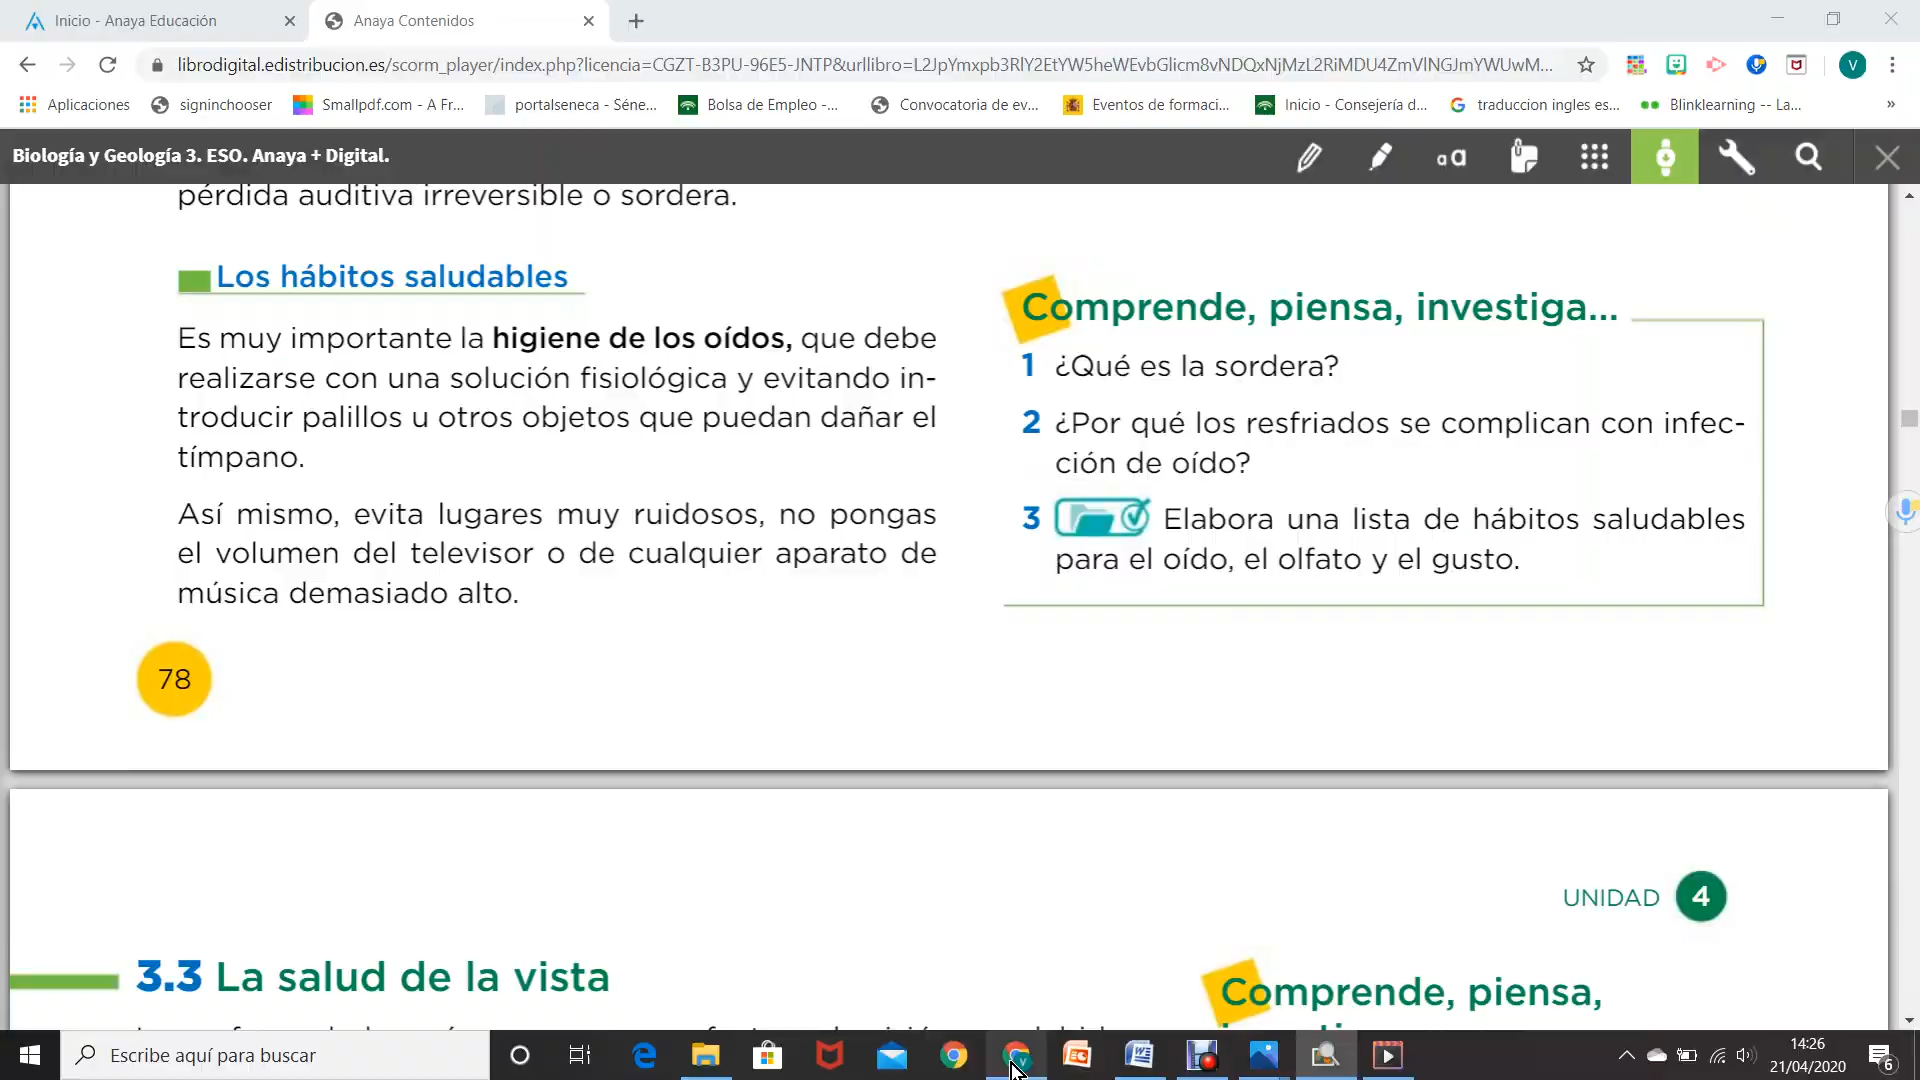 Inicio - Anaya Educación
Anaya Contenidos
librodigital.edistribucion.es/scorm_player/index.php?licencia=CGZT-B3PU-96E5-JNTP&urllibro=L2JpYmxpb3RlY2EtYW5heWEvbGlicm8vNDQxNjMzL2RiMDU4ZmVlNGJmYWUwM...
Aplicaciones
signinchooser
Smallpdf.com - A Fr...
portalseneca - Séne...
Bolsa de Empleo -...
Convocatoria de ev...
Eventos de formaci...
Inicio - Consejería d...
traduccion ingles es...
Blinklearning -- La...
»
V
Biología y Geología 3. ESO. Anaya + Digital.
aa
pérdida auditiva irreversible o sordera.
Los hábitos saludables
Es muy importante la higiene de los oídos, que debe
realizarse con una solución fisiológica y evitando in-
troducir palillos u otros objetos que puedan dañar el
tímpano.
Así mismo, evita lugares muy ruidosos, no pongas
el volumen del televisor o de cualquier aparato de
música demasiado alto.
78
Comprende, piensa, investiga...
1 ¿Qué es la sordera?
2 ¿Por qué los resfriados se complican con infec-
ción de oído?
3 Elabora una lista de hábitos saludables
para el oído, el olfato y el gusto.
UNIDAD 4
3.3 La salud de la vista
Comprende, piensa,
Escribe aquí para buscar
14:26
21/04/2020
6